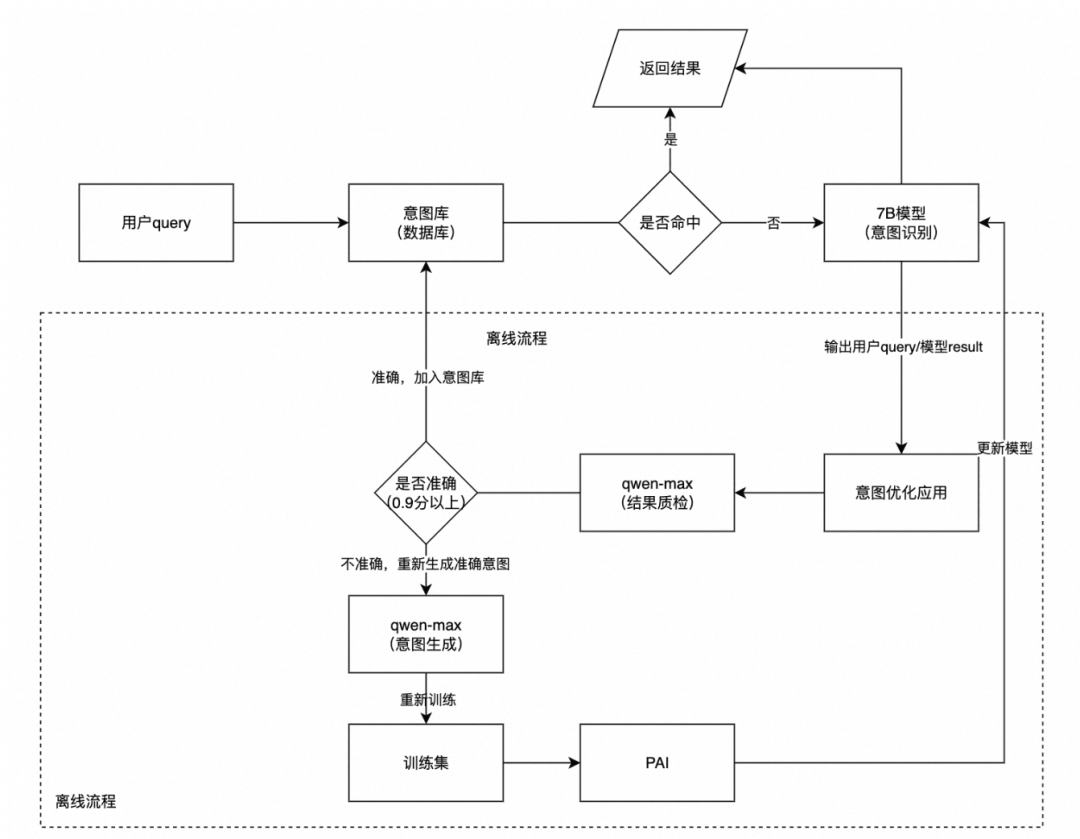 返回结果
是
用户query
意图库
（数据库）
是否命中
否
7B模型
（意图识别）
离线流程
输出用户query/模型result
准确，加入意图库
更新模型
是否准确
(0.9分以上)
qwen-max
（结果质检）
意图优化应用
不准确，重新生成准确意图
qwen-max
（意图生成）
重新训练
训练集
PAI
离线流程